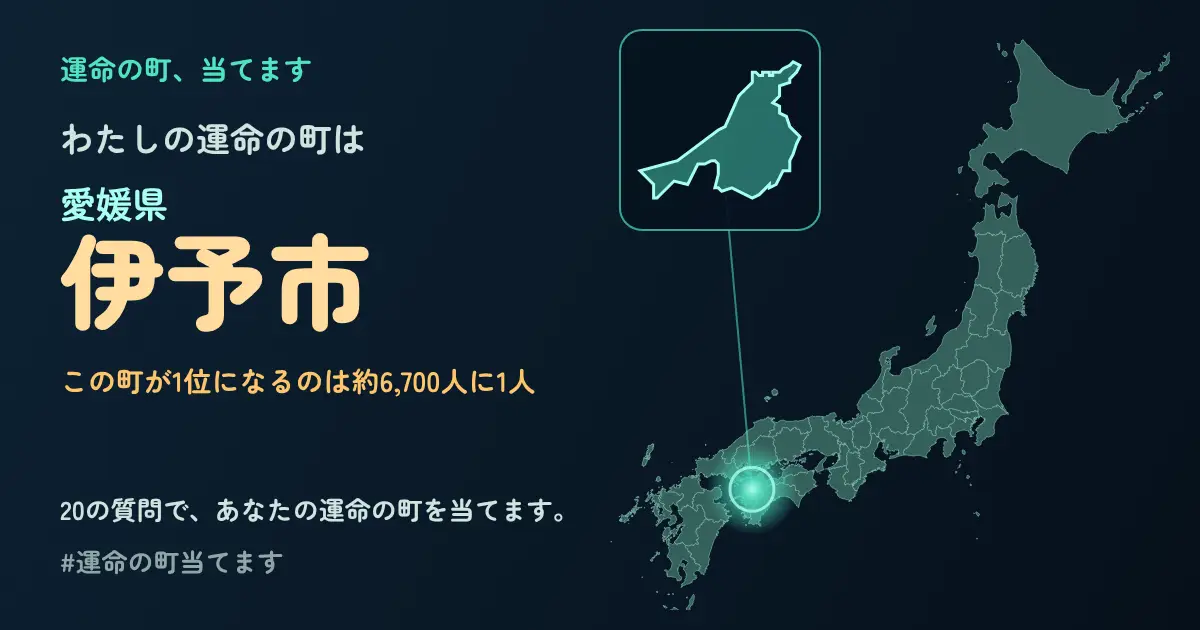 運命の町、当てます
わたしの運命の町は
愛媛県
伊予市
この町が1位になるのは約6,700人に1人
20の質問で、あなたの運命の町を当てます。
#運命の町当てます